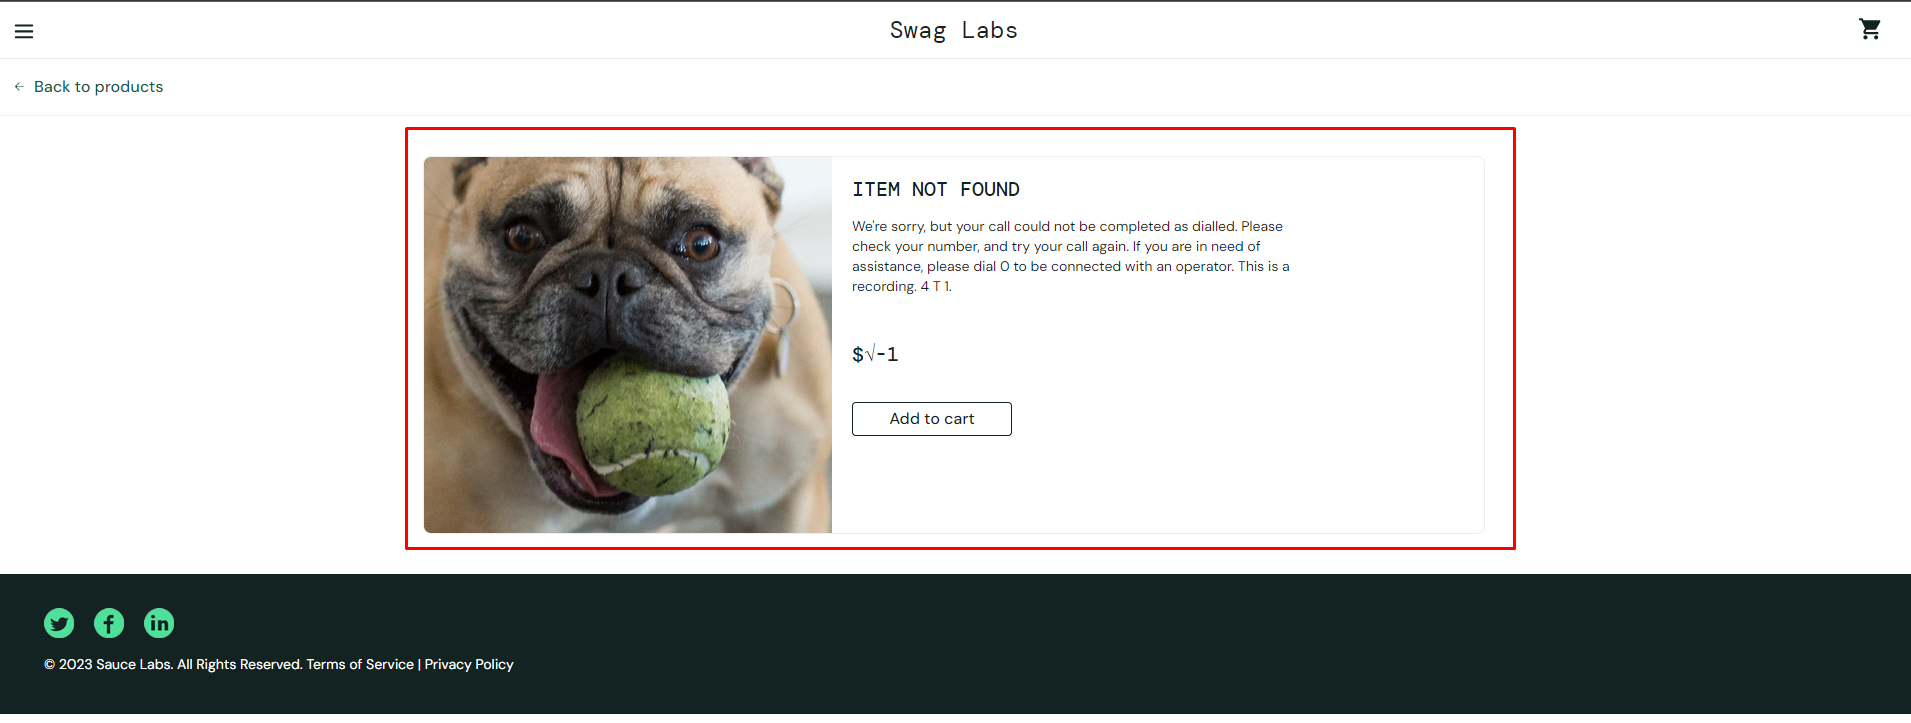 Swag Labs
Back to products
ITEM NOT FOUND
We're sorry, but your call could not be completed as dialled. Please
check your number, and try your call again. If you are in need of
assistance, please dial 0 to be connected with an operator. This is a
recording. 4 T 1.
$√-1
Add to cart
© 2023 Sauce Labs. All Rights Reserved. Terms of Service | Privacy Policy